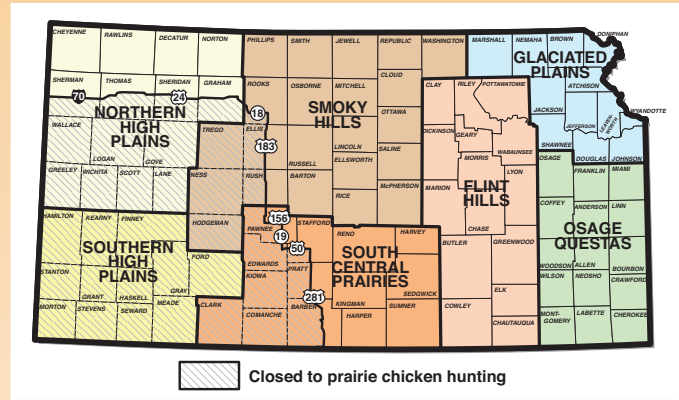 CHEYENNE
RAWLINS
DECATUR
NORTON
PHILLIPS
SMITH
JEWELL
REPUBLIC
WASHINGTON
MARSHALL
NEMAHA
BROWN
DONIPHAN
GLACIATED
PLAINS
SHERMAN
THOMAS
SHERIDAN
GRAHAM
ROOKS
OSBORNE
MITCHELL
CLOUD
CLAY
RILEY
POTTAWATOMIE
JACKSON
ATCHISON
JEFFERSON
LEAVEN-
WORTH
WYANDOTTE
70
24
18
183
NORTHERN
HIGH
PLAINS
SMOKY
HILLS
WALLACE
LOGAN
GOVE
TREGO
ELLIS
RUSSELL
LINCOLN
OTTAWA
SALINE
DICKINSON
GEARY
WABAUNSEE
SHAWNEE
DOUGLAS
JOHNSON
GREELEY
WICHITA
SCOTT
LANE
NESS
RUSH
BARTON
ELLSWORTH
RICE
McPHERSON
MARION
MORRIS
LYON
OSAGE
FRANKLIN
MIAMI
FLINT
HILLS
CHASE
COFFEY
ANDERSON
LINN
OSAGE
QUESTAS
HAMILTON
KEARNY
FINNEY
HODGEMAN
PAWNEE
156
19
50
281
STAFFORD
RENO
HARVEY
BUTLER
GREENWOOD
WOODSON
ALLEN
BOURBON
SOUTHERN
HIGH
PLAINS
SOUTH
CENTRAL
PRAIRIES
STANTON
GRANT
HASKELL
GRAY
FORD
EDWARDS
KIOWA
PRATT
KINGMAN
SEDGWICK
ELK
WILSON
NEOSHO
CRAWFORD
MORTON
STEVENS
SEWARD
MEADE
CLARK
COMANCHE
BARBER
HARPER
SUMNER
COWLEY
CHAUTAUQUA
MONT-
GOMERY
LABETTE
CHEROKEE
Closed to prairie chicken hunting